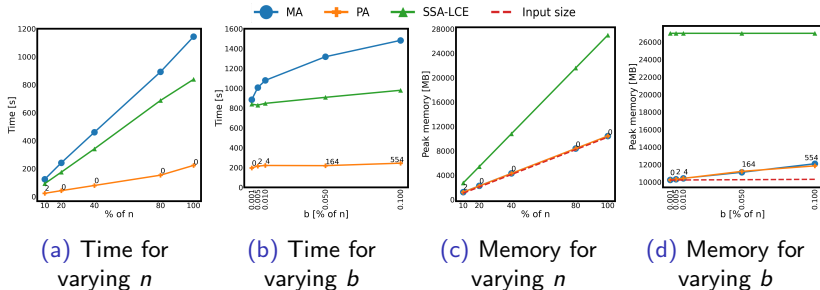 MA PA SSA-LCE Input size
Time [s]
1200
1000
800
600
400
200
0
2 0 0 0 0
10 20 40 80 100
% of n
Time [s]
1600
1400
1200
1000
800
600
400
200
0
0 2 4 164 554
0.001 0.005 0.010 0.050 0.100
b [% of n]
Peak memory [MB]
28000
24000
20000
16000
12000
8000
4000
0
2 0 0 0 0
10 20 40 80 100
% of n
Peak memory [MB]
26000
24000
22000
20000
18000
16000
14000
12000
10000
0 2 4 164 554
0.001 0.005 0.010 0.050 0.100
b [% of n]
(a) Time for
varying n
(b) Time for
varying b
(c) Memory for
varying n
(d) Memory for
varying b